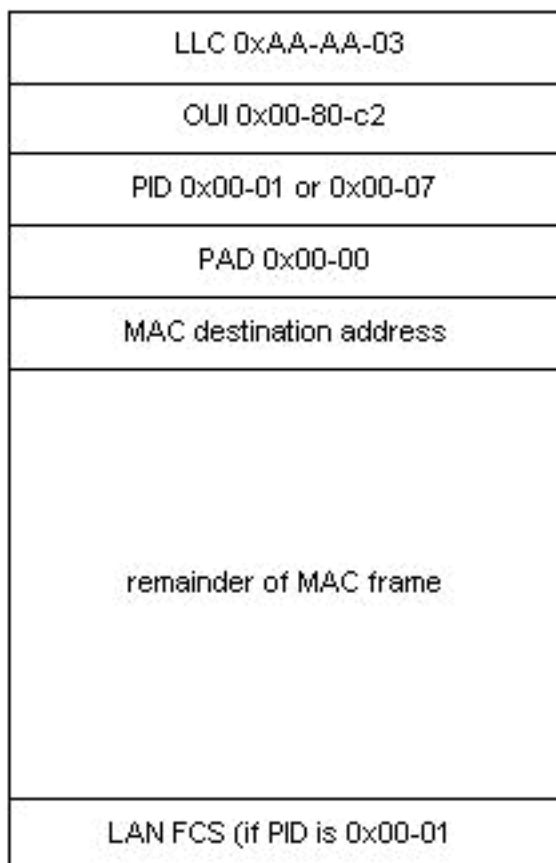 LLC 0xAA-AA-03
OUI 0x00-80-c2
PID 0x00-01 or 0x00-07
PAD 0x00-00
MAC destination address
remainder of MAC frame
LAN FCS (if PID is 0x00-01